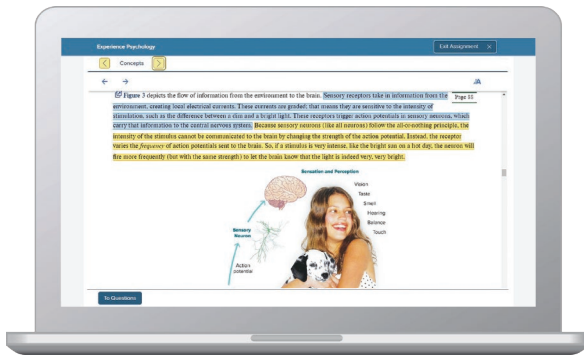 Experience Psychology
Exit Assignment ×
Concepts
Figure 3 depicts the flow of information from the environment to the brain. Sensory receptors take in information from the
Page 88
environment, creating local electrical currents. These currents are graded; that means they are sensitive to the intensity of
stimulation, such as the difference between a dim and a bright light. These receptors trigger action potentials in sensory neurons, which
carry that information to the central nervous system. Because sensory neurons (like all neurons) follow the all-or-nothing principle, the
intensity of the stimulus cannot be communicated to the brain by changing the strength of the action potential. Instead, the receptor
varies the frequency of action potentials sent to the brain. So, if a stimulus is very intense, like the bright sun on a hot day, the neuron will
fire more frequently (but with the same strength) to let the brain know that the light is indeed very, very bright.
Sensation and Perception
Vision
Taste
Smell
Hearing
Balance
Touch
Sensory
Neuron
Action
potential
To Questions